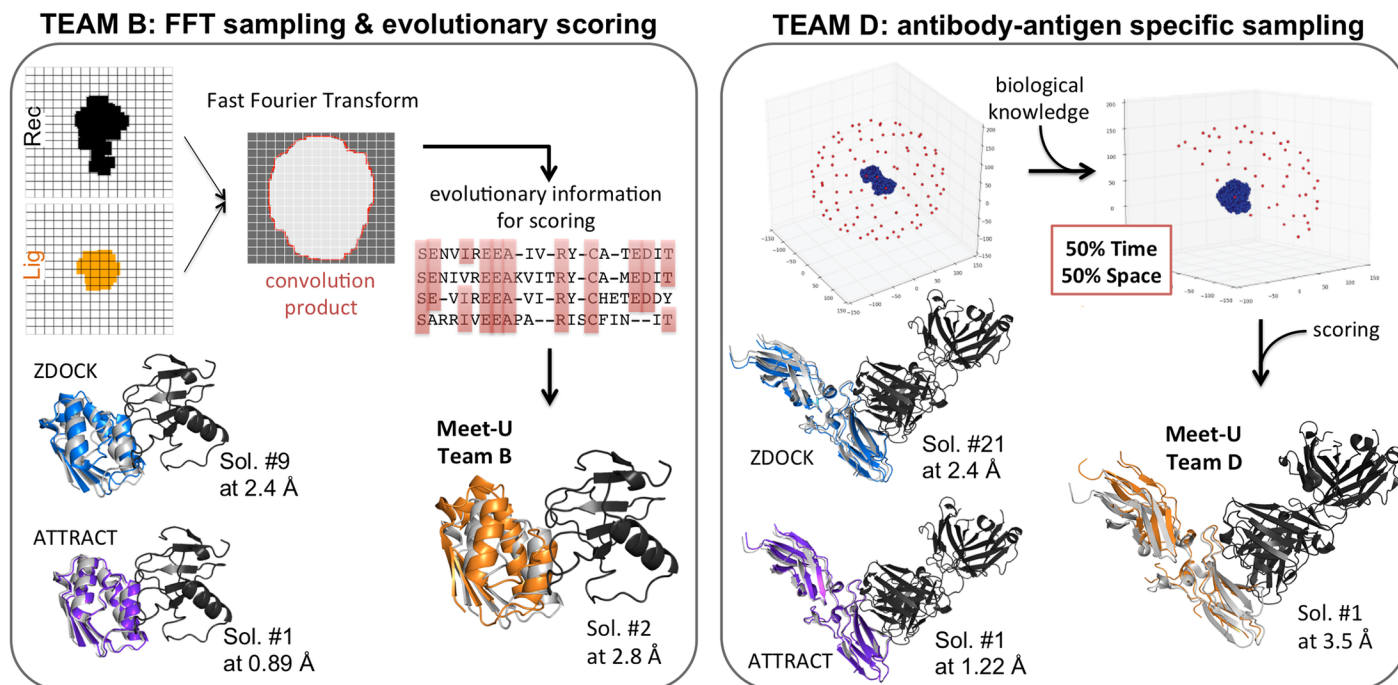 TEAM B: FFT sampling & evolutionary scoring
Rec
Lig
Fast Fourier Transform
convolution
product
evolutionary information
for scoring
SENVIREEA-IV-RY-CA-TEDIT
SENIVREEAKVITRY-CA-MEDIT
SE-VIREEA-VI-RY-CHETEDDY
SARRIVEEAPA--RISCFIN--IT
ZDOCK
Sol. #9
at 2.4 Å
ATTRACT
Sol. #1
at 0.89 Å
Meet-U
Team B
Sol. #2
at 2.8 Å
TEAM D: antibody-antigen specific sampling
biological
knowledge
50% Time
50% Space
scoring
ZDOCK
Sol. #21
at 2.4 Å
ATTRACT
Sol. #1
at 1.22 Å
Meet-U
Team D
Sol. #1
at 3.5 Å